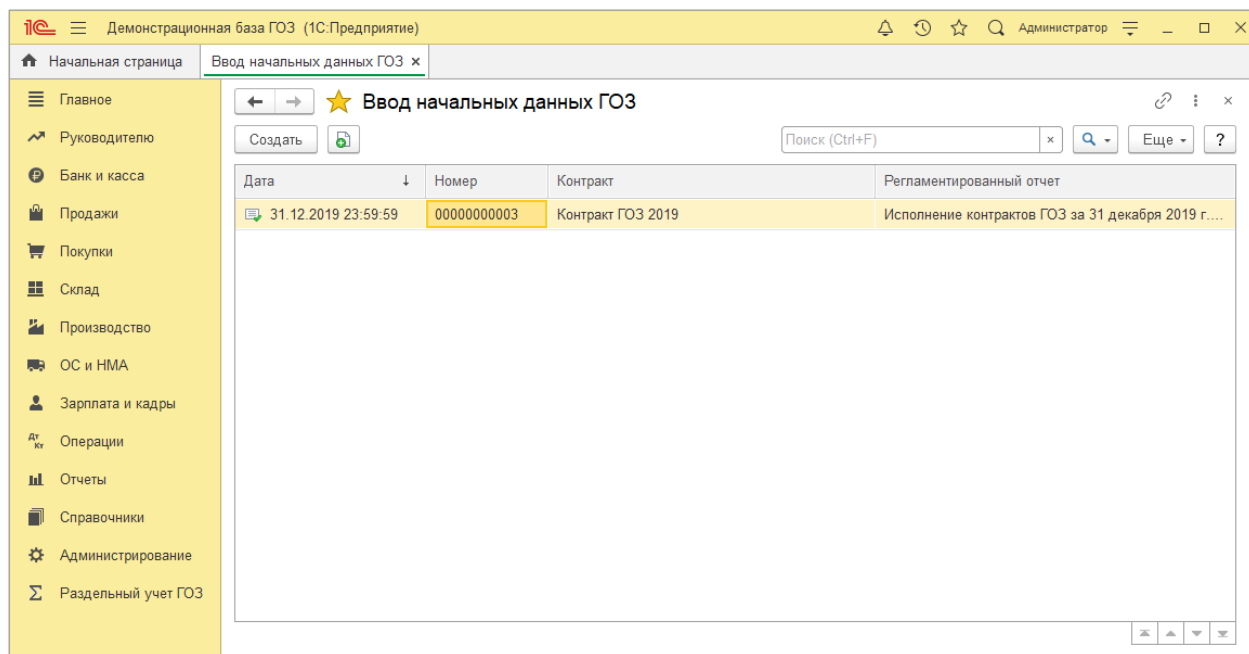 1С Демонстрационная база ГОЗ (1С:Предприятие) Администратор
Начальная страница Ввод начальных данных ГОЗ ×
Главное
Руководителю
Банк и касса
Продажи
Покупки
Склад
Производство
ОС и НМА
Зарплата и кадры
Дт Кт Операции
Отчеты
Справочники
Администрирование
Раздельный учет ГОЗ
Ввод начальных данных ГОЗ
Создать Поиск (Ctrl+F) × Еще ?
Дата ↓ Номер Контракт Регламентированный отчет
31.12.2019 23:59:59 00000000003 Контракт ГОЗ 2019 Исполнение контрактов ГОЗ за 31 декабря 2019 г....